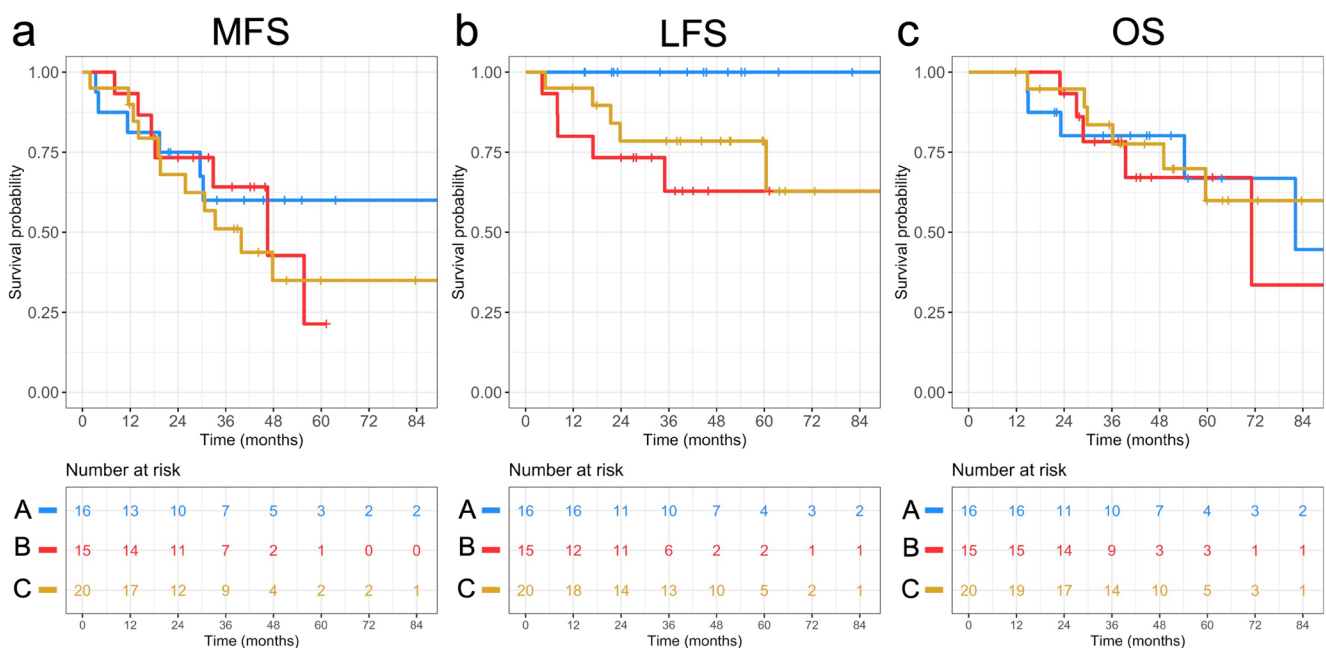 a MFS
Survival probability
1.00
0.75
0.50
0.25
0.00
0 12 24 36 48 60 72 84
Time (months)
Number at risk
A 16 13 10 7 5 3 2 2
B 15 14 11 7 2 1 0 0
C 20 17 12 9 4 2 2 1
0 12 24 36 48 60 72 84
Time (months)
b LFS
Survival probability
1.00
0.75
0.50
0.25
0.00
0 12 24 36 48 60 72 84
Time (months)
Number at risk
A 16 16 11 10 7 4 3 2
B 15 12 11 6 2 2 1 1
C 20 18 14 13 10 5 2 1
0 12 24 36 48 60 72 84
Time (months)
c OS
Survival probability
1.00
0.75
0.50
0.25
0.00
0 12 24 36 48 60 72 84
Time (months)
Number at risk
A 16 16 11 10 7 4 3 2
B 15 15 14 9 3 3 1 1
C 20 19 17 14 10 5 3 1
0 12 24 36 48 60 72 84
Time (months)